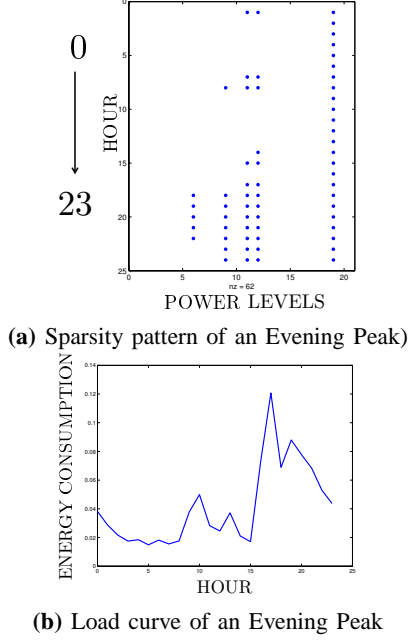 0
0
5
10
15
20
25
HOUR
0
23
0 5 10 15 20
nz = 62
POWER LEVELS
(a) Sparsity pattern of an Evening Peak)
0.14
0.12
0.1
0.08
0.06
0.04
0.02
0
ENERGY CONSUMPTION
0 5 10 15 20 25
HOUR
(b) Load curve of an Evening Peak